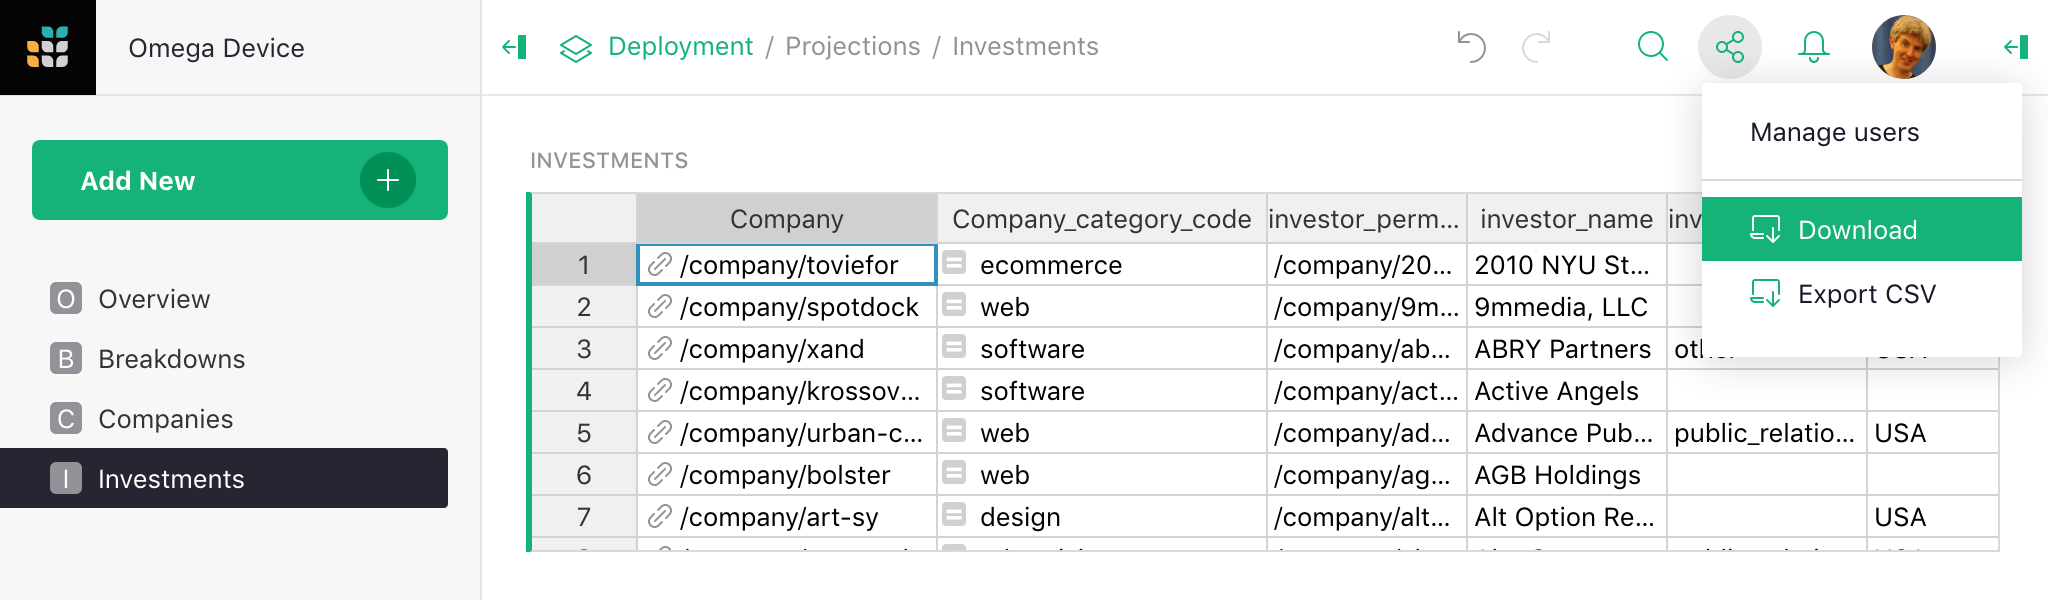 Omega Device
Deployment / Projections / Investments
Manage users
Download
Export CSV
Add New
O Overview
B Breakdowns
C Companies
I Investments
INVESTMENTS
Company Company_category_code investor_perm... investor_name inv
1 /company/toviefor ecommerce /company/20... 2010 NYU St...
2 /company/spotdock web /company/9m... 9mmedia, LLC
3 /company/xand software /company/ab... ABRY Partners
4 /company/krossov... software /company/act... Active Angels
5 /company/urban-c... web /company/ad... Advance Pub... public_relatio... USA
6 /company/bolster web /company/ag... AGB Holdings
7 /company/art-sy design /company/alt... Alt Option Re... USA